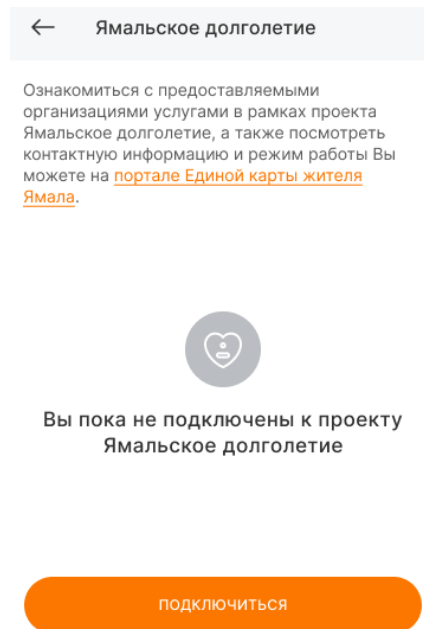 Ямальское долголетие
Ознакомиться с предоставляемыми
организациями услугами в рамках проекта
Ямальское долголетие, а также посмотреть
контактную информацию и режим работы Вы
можете на портале Единой карты жителя
Ямала.
Вы пока не подключены к проекту
Ямальское долголетие
ПОДКЛЮЧИТЬСЯ